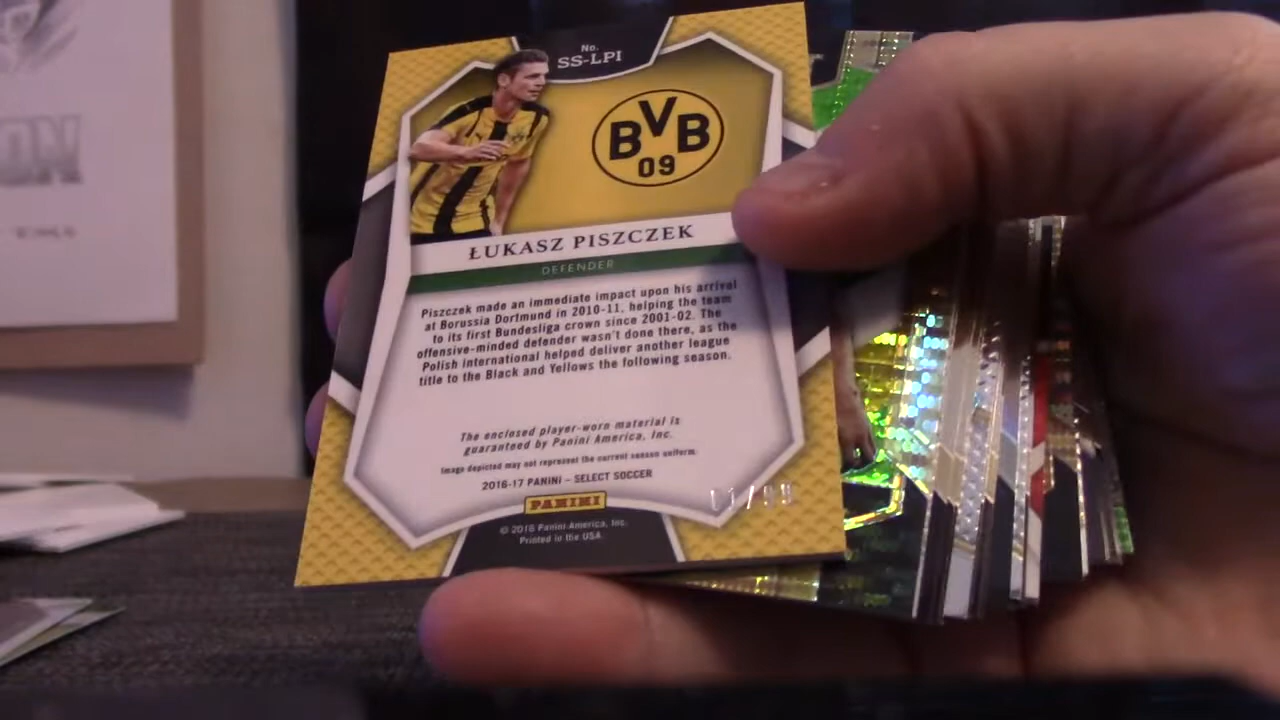 No.
SS-LPI
BVB
09
ŁUKASZ PISZCZEK
DEFENDER
Piszczek made an immediate impact upon his arrival
at Borussia Dortmund in 2010-11, helping the team
to its first Bundesliga crown since 2001-02. The
offensive-minded defender wasn't done there, as the
Polish international helped deliver another league
title to the Black and Yellows the following season.
The enclosed player-worn material is
guaranteed by Panini America, Inc.
Image depicted may not represent the current season uniform.
2016-17 PANINI – SELECT SOCCER
PANINI
© 2016 Panini America, Inc.
Printed in the USA.
ON